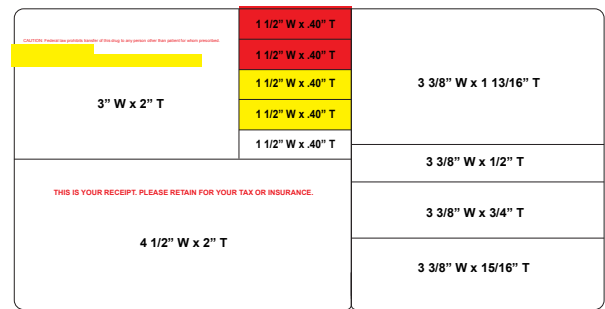 CAUTION: Federal law prohibits transfer of this drug to any person other than patient for whom prescribed.
3” W x 2” T
1 1/2” W x .40” T
1 1/2” W x .40” T
1 1/2” W x .40” T
1 1/2” W x .40” T
1 1/2” W x .40” T
THIS IS YOUR RECEIPT. PLEASE RETAIN FOR YOUR TAX OR INSURANCE.
4 1/2” W x 2” T
3 3/8” W x 1 13/16” T
3 3/8” W x 1/2” T
3 3/8” W x 3/4” T
3 3/8” W x 15/16” T